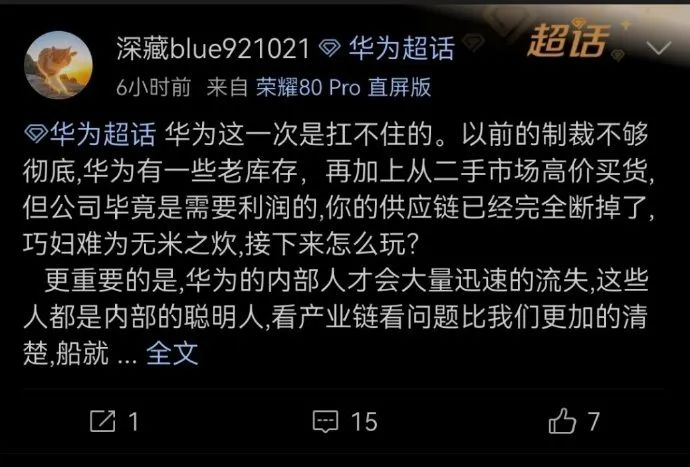 深藏blue921021 华为超话
超话
6小时前 来自 荣耀80 Pro 直屏版
华为超话 华为这一次是扛不住的。以前的制裁不够
彻底,华为有一些老库存，再加上从二手市场高价买货,
但公司毕竟是需要利润的,你的供应链已经完全断掉了,
巧妇难为无米之炊,接下来怎么玩?
更重要的是,华为的内部人才会大量迅速的流失,这些
人都是内部的聪明人,看产业链看问题比我们更加的清
楚,船就 ... 全文
1 15 7